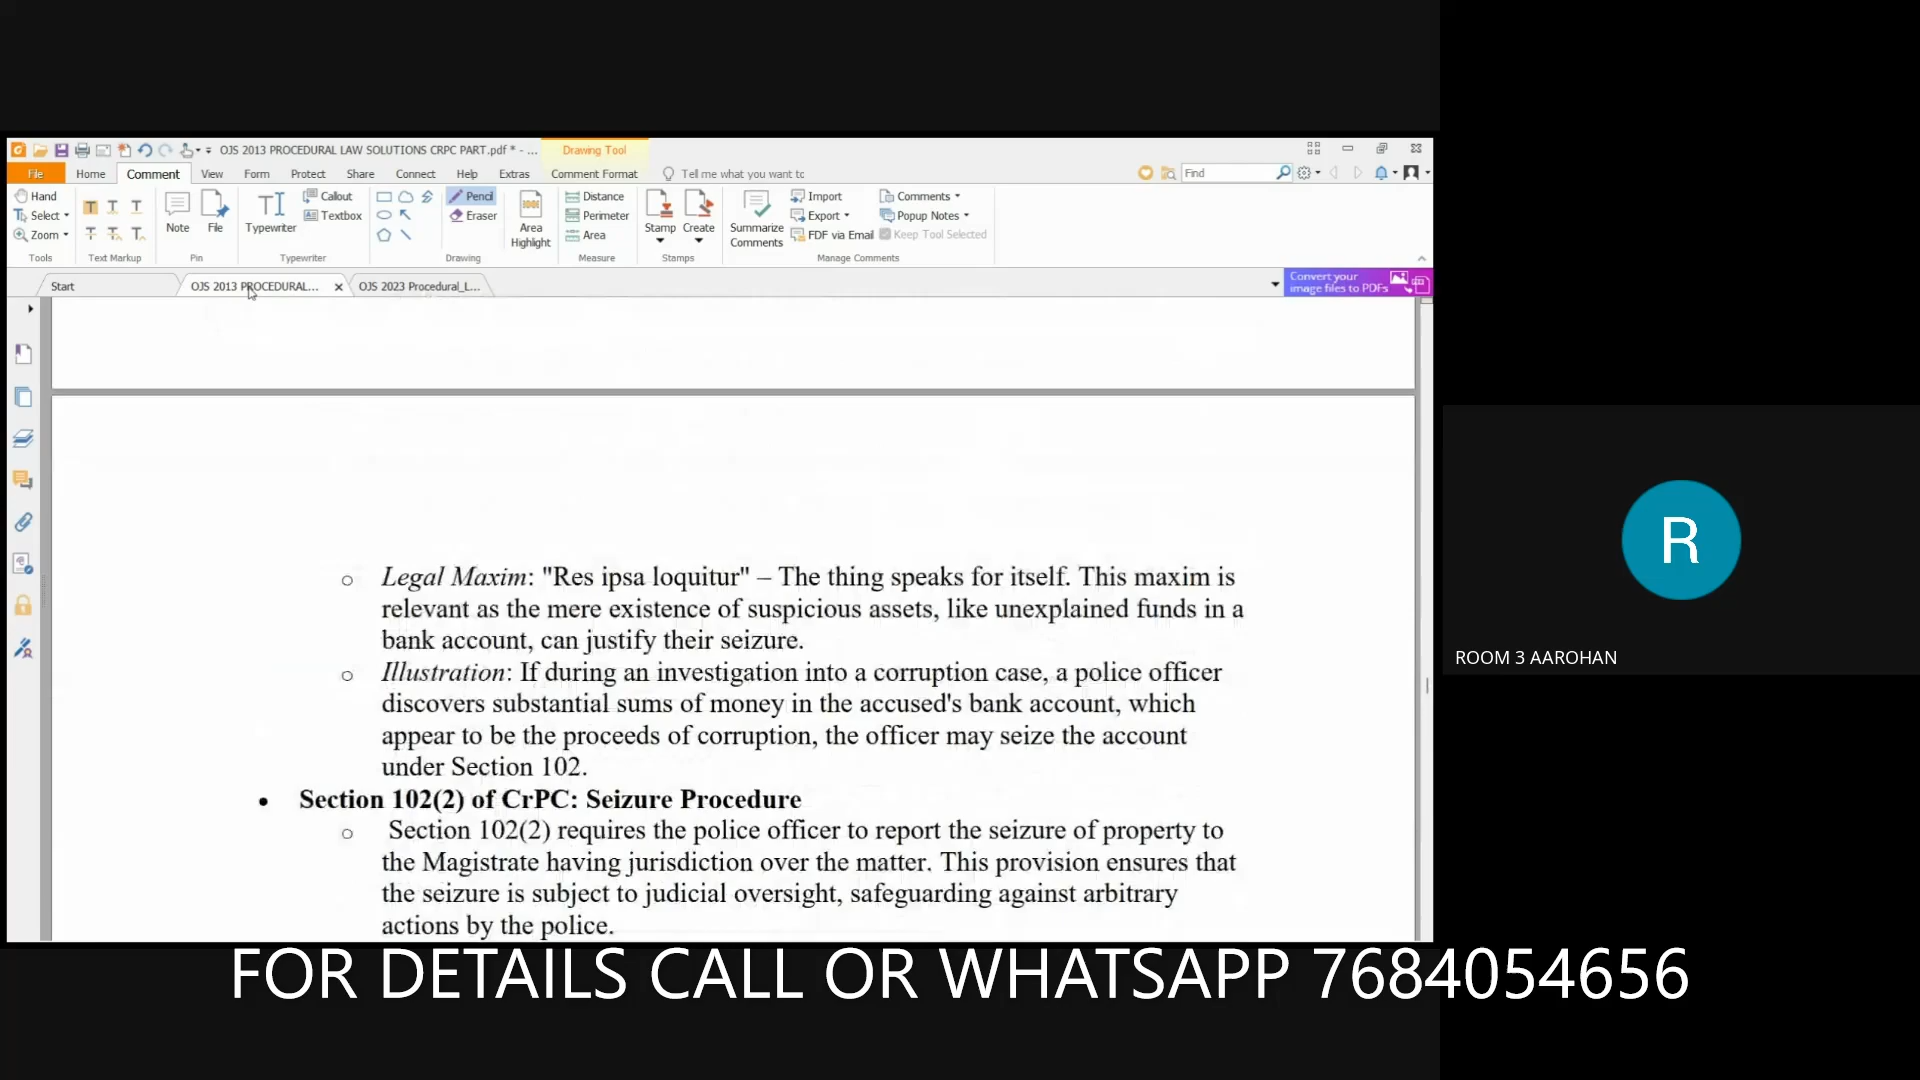 OJS 2013 PROCEDURAL LAW SOLUTIONS CRPC PART.pdf * - ...
Drawing Tool
File Home Comment View Form Protect Share Connect Help Extras Comment Format Tell me what you want to Find
Hand
Select
Zoom
Tools
Text Markup
Note
File
Pin
Typewriter
Callout
Textbox
Typewriter
Pencil
Eraser
Drawing
Area
Highlight
Distance
Perimeter
Area
Measure
Stamp
Create
Stamps
Summarize
Comments
Import
Export
FDF via Email
Comments
Popup Notes
Keep Tool Selected
Manage Comments
Start
OJS 2013 PROCEDURAL...
OJS 2023 Procedural_L...
Convert your
image files to PDFs
Legal Maxim: "Res ipsa loquitur" – The thing speaks for itself. This maxim is
relevant as the mere existence of suspicious assets, like unexplained funds in a
bank account, can justify their seizure.
Illustration: If during an investigation into a corruption case, a police officer
discovers substantial sums of money in the accused's bank account, which
appear to be the proceeds of corruption, the officer may seize the account
under Section 102.
Section 102(2) of CrPC: Seizure Procedure
Section 102(2) requires the police officer to report the seizure of property to
the Magistrate having jurisdiction over the matter. This provision ensures that
the seizure is subject to judicial oversight, safeguarding against arbitrary
actions by the police.
R
ROOM 3 AAROHAN
FOR DETAILS CALL OR WHATSAPP 7684054656